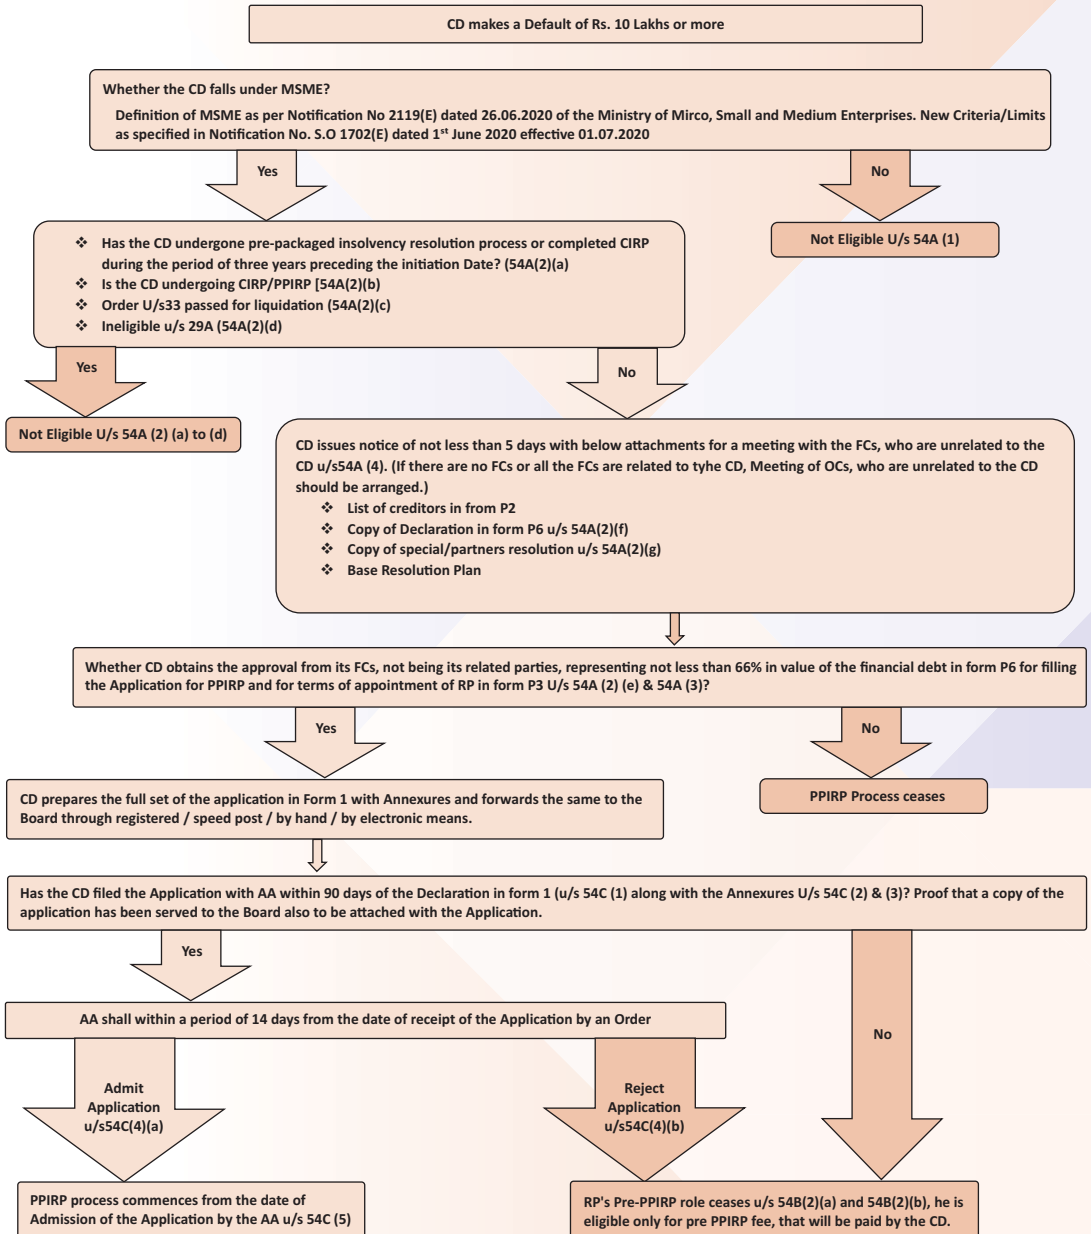 CD makes a Default of Rs. 10 Lakhs or more
Whether the CD falls under MSME?
Definition of MSME as per Notification No 2119(E) dated 26.06.2020 of the Ministry of Mirco, Small and Medium Enterprises. New Criteria/Limits
as specified in Notification No. S.O 1702(E) dated 1st June 2020 effective 01.07.2020
Yes
No
Not Eligible U/s 54A (1)
❖ Has the CD undergone pre-packaged insolvency resolution process or completed CIRP
during the period of three years preceding the initiation Date? (54A(2)(a)
❖ Is the CD undergoing CIRP/PPIRP [54A(2)(b)
❖ Order U/s33 passed for liquidation (54A(2)(c)
❖ Ineligible u/s 29A (54A(2)(d)
Yes
No
Not Eligible U/s 54A (2) (a) to (d)
CD issues notice of not less than 5 days with below attachments for a meeting with the FCs, who are unrelated to the
CD u/s54A (4). (If there are no FCs or all the FCs are related to tyhe CD, Meeting of OCs, who are unrelated to the CD
should be arranged.)
❖ List of creditors in from P2
❖ Copy of Declaration in form P6 u/s 54A(2)(f)
❖ Copy of special/partners resolution u/s 54A(2)(g)
❖ Base Resolution Plan
Whether CD obtains the approval from its FCs, not being its related parties, representing not less than 66% in value of the financial debt in form P6 for filling
the Application for PPIRP and for terms of appointment of RP in form P3 U/s 54A (2) (e) & 54A (3)?
Yes
No
CD prepares the full set of the application in Form 1 with Annexures and forwards the same to the
Board through registered / speed post / by hand / by electronic means.
PPIRP Process ceases
Has the CD filed the Application with AA within 90 days of the Declaration in form 1 (u/s 54C (1) along with the Annexures U/s 54C (2) & (3)? Proof that a copy of the
application has been served to the Board also to be attached with the Application.
Yes
No
AA shall within a period of 14 days from the date of receipt of the Application by an Order
Admit
Application
u/s54C(4)(a)
Reject
Application
u/s54C(4)(b)
PPIRP process commences from the date of
Admission of the Application by the AA u/s 54C (5)
RP's Pre-PPIRP role ceases u/s 54B(2)(a) and 54B(2)(b), he is
eligible only for pre PPIRP fee, that will be paid by the CD.